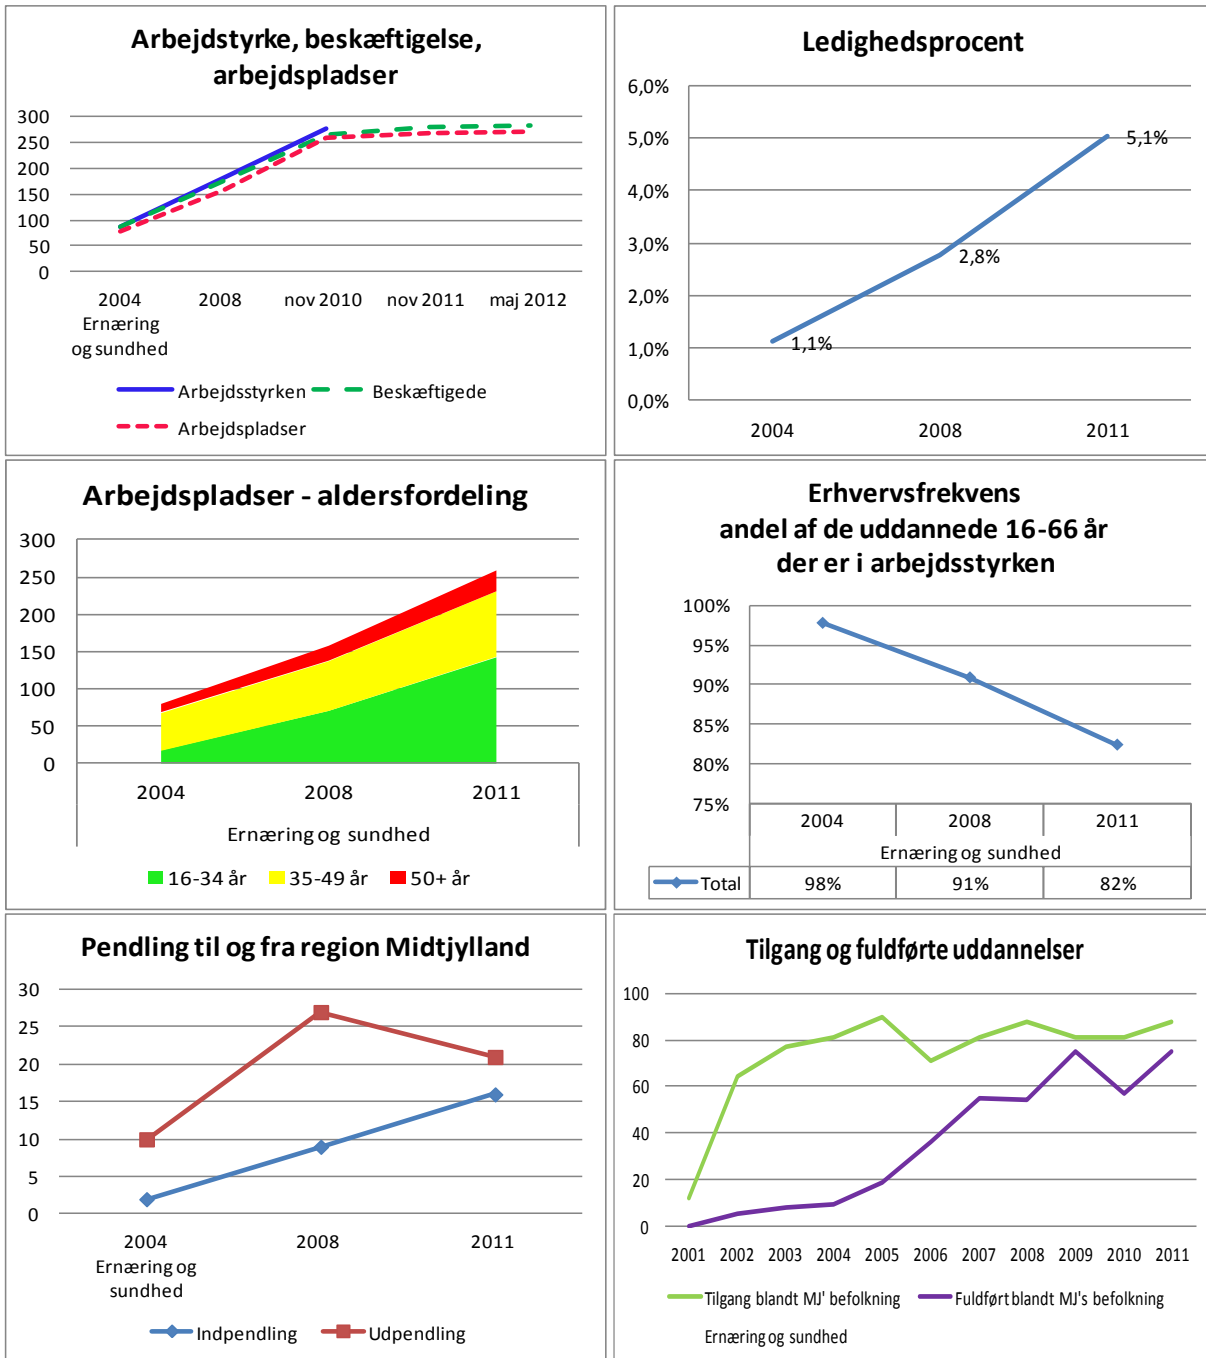 Arbejdstyrke, beskæftigelse,
arbejdspladser
300
250
200
150
100
50
0
2004 2008 nov 2010 nov 2011 maj 2012
Ernæring
og sundhed
Arbejdsstyrken Beskæftigede
Arbejdspladser
Ledighedsprocent
6,0%
5,0%
4,0%
3,0%
2,0%
1,0%
0,0%
5,1%
2,8%
1,1%
2004 2008 2011
Arbejdspladser - aldersfordeling
300
250
200
150
100
50
0
2004 2008 2011
Ernæring og sundhed
16-34 år 35-49 år 50+ år
Erhvervsfrekvens
andel af de uddannede 16-66 år
der er i arbejdsstyrken
100%
95%
90%
85%
80%
75%
2004 2008 2011
Ernæring og sundhed
Total 98% 91% 82%
Pendling til og fra region Midtjylland
30
25
20
15
10
5
0
2004 2008 2011
Ernæring og
sundhed
Indpendling Udpendling
Tilgang og fuldførte uddannelser
100
80
60
40
20
0
2001 2002 2003 2004 2005 2006 2007 2008 2009 2010 2011
Tilgang blandt MJ' befolkning Fuldført blandt MJ's befolkning
Ernæring og sundhed